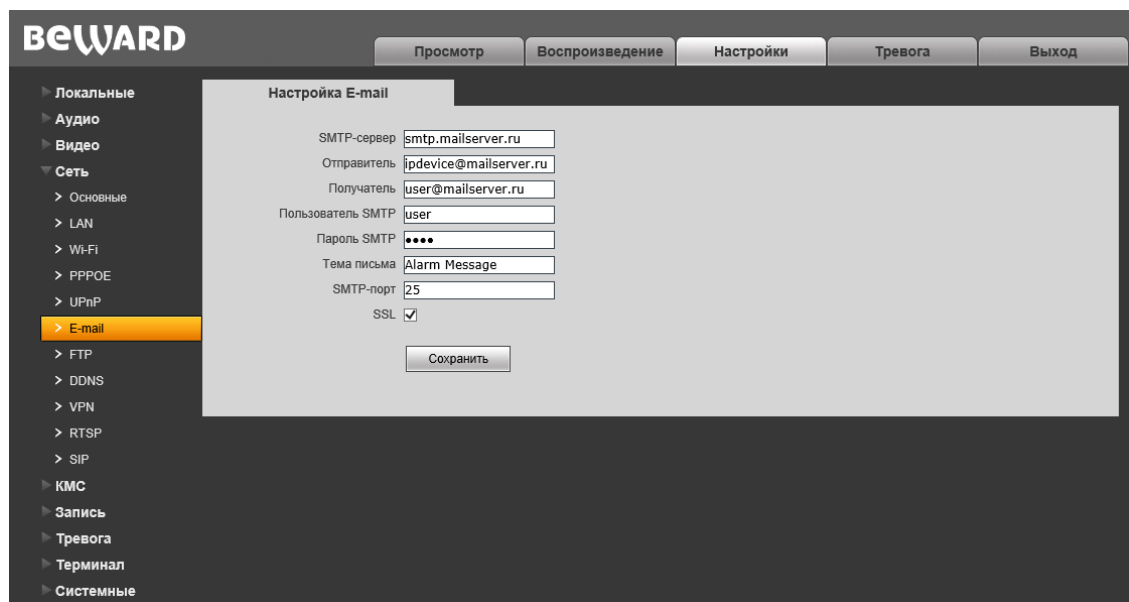 BEWARD
Просмотр
Воспроизведение
Настройки
Тревога
Выход
Локальные
Аудио
Видео
Сеть
> Основные
> LAN
> Wi-Fi
> PPPOE
> UPnP
> E-mail
> FTP
> DDNS
> VPN
> RTSP
> SIP
КМС
Запись
Тревога
Терминал
Системные
Настройка E-mail
SMTP-сервер smtp.mailserver.ru
Отправитель ipdevice@mailserver.ru
Получатель user@mailserver.ru
Пользователь SMTP user
Пароль SMTP ••••
Тема письма Alarm Message
SMTP-порт 25
SSL
Сохранить